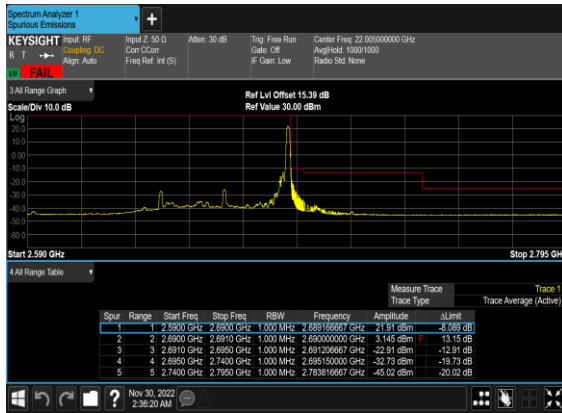 Spectrum Analyzer 1
Spurious Emissions
KEYSIGHT Input: RF Input Z: 50 Ω Atten: 30 dB Trig: Free Run Center Freq: 22.005000000 GHz
R T Coupling: DC Corr CCorr Gate: Off Avg|Hold: 1000/1000
Align: Auto Freq Ref: Int (S) IF Gain: Low Radio Std: None
LXI FAIL
3 All Range Graph
Ref Lvl Offset 15.39 dB
Scale/Div 10.0 dB Ref Value 30.00 dBm
Log
20.0
10.0
0.00
-10.0
-20.0
-30.0
-40.0
-50.0
-60.0
Start 2.590 GHz Stop 2.795 GH
4 All Range Table
Measure Trace Trace 1
Trace Type Trace Average (Active)
Spur Range Start Freq Stop Freq RBW Frequency Amplitude ΔLimit
1 1 2.5900 GHz 2.6900 GHz 1.000 MHz 2.689166667 GHz 21.91 dBm -8.089 dB
2 2 2.6900 GHz 2.6910 GHz 1.000 MHz 2.690000000 GHz 3.145 dBm F 13.15 dB
3 3 2.6910 GHz 2.6950 GHz 1.000 MHz 2.691206667 GHz -22.91 dBm -12.91 dB
4 4 2.6950 GHz 2.7400 GHz 1.000 MHz 2.695150000 GHz -32.73 dBm -19.73 dB
5 5 2.7400 GHz 2.7950 GHz 1.000 MHz 2.783816667 GHz -45.02 dBm -20.02 dB
Nov 30, 2022
2:36:20 AM